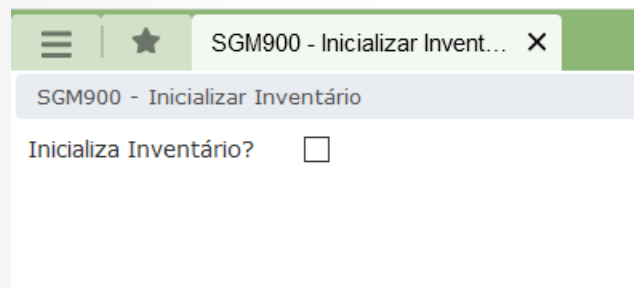 SGM900 - Inicializar Invent...
SGM900 - Inicializar Inventário
Inicializa Inventário?